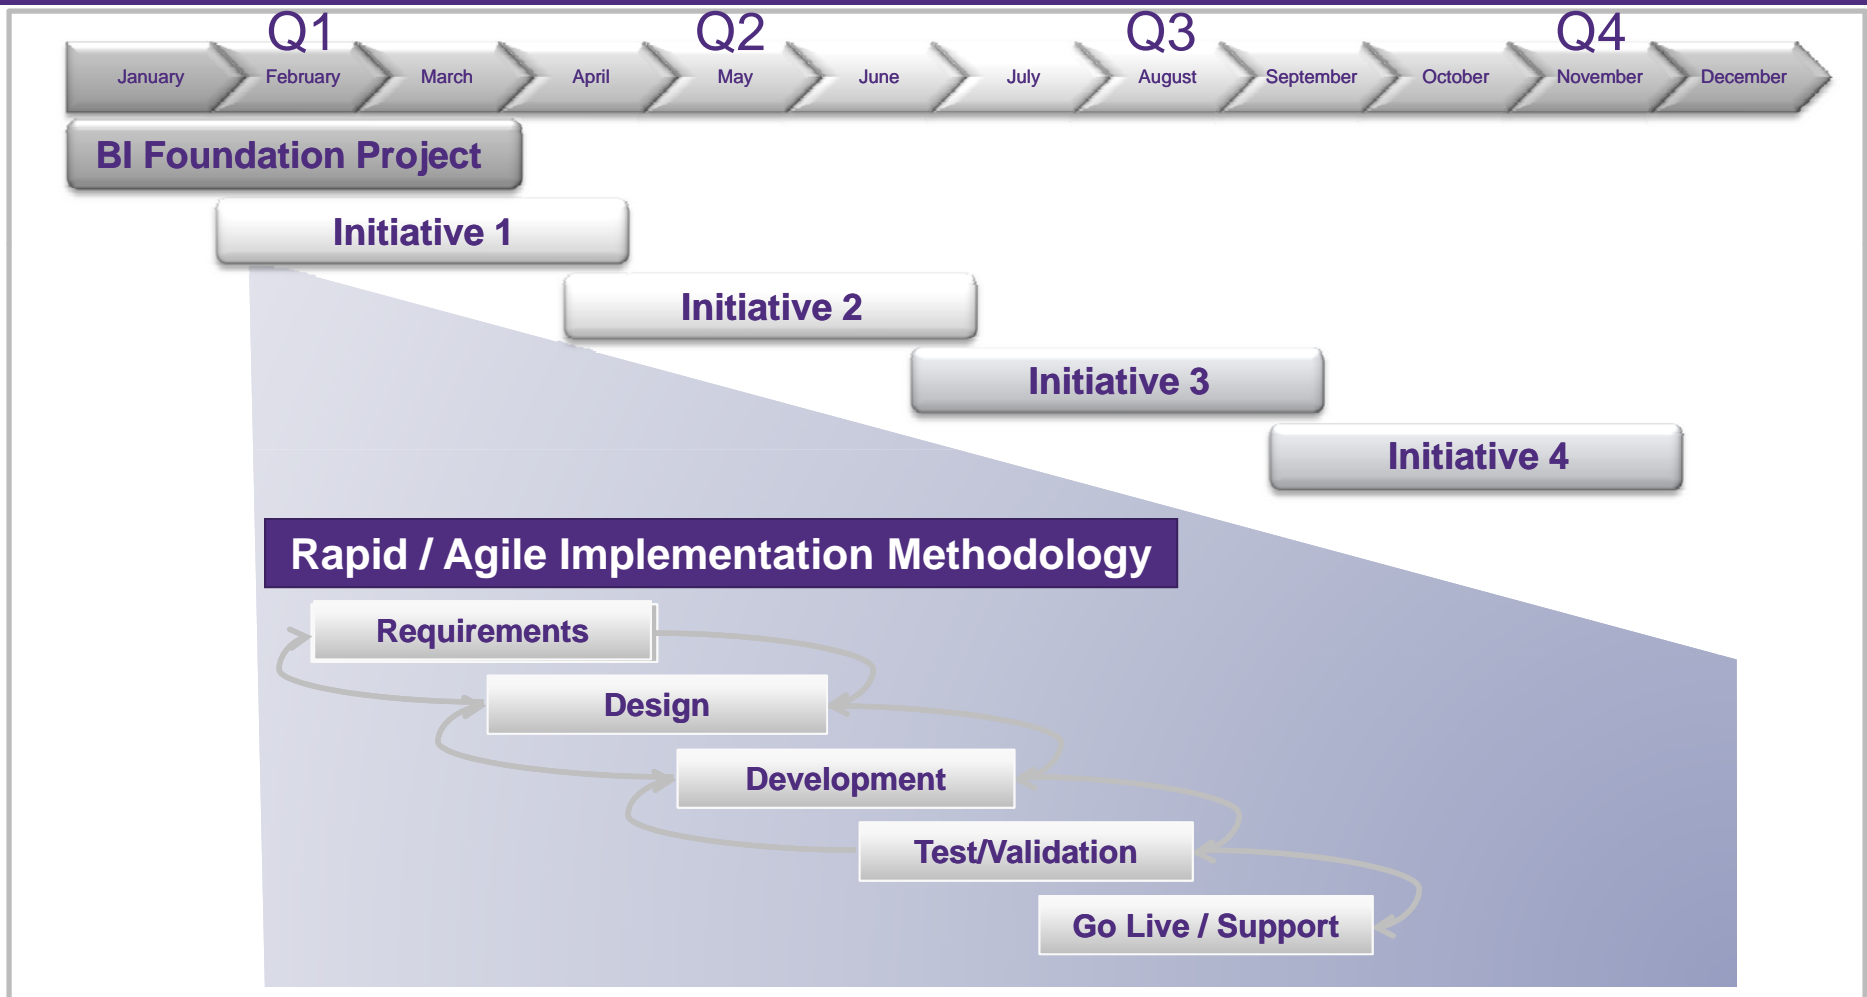 Q1 Q2 Q3 Q4
January February March April May June July August September October November December
BI Foundation Project
Initiative 1
Initiative 2
Initiative 3
Initiative 4
Rapid / Agile Implementation Methodology
Requirements
Design
Development
Test/Validation
Go Live / Support